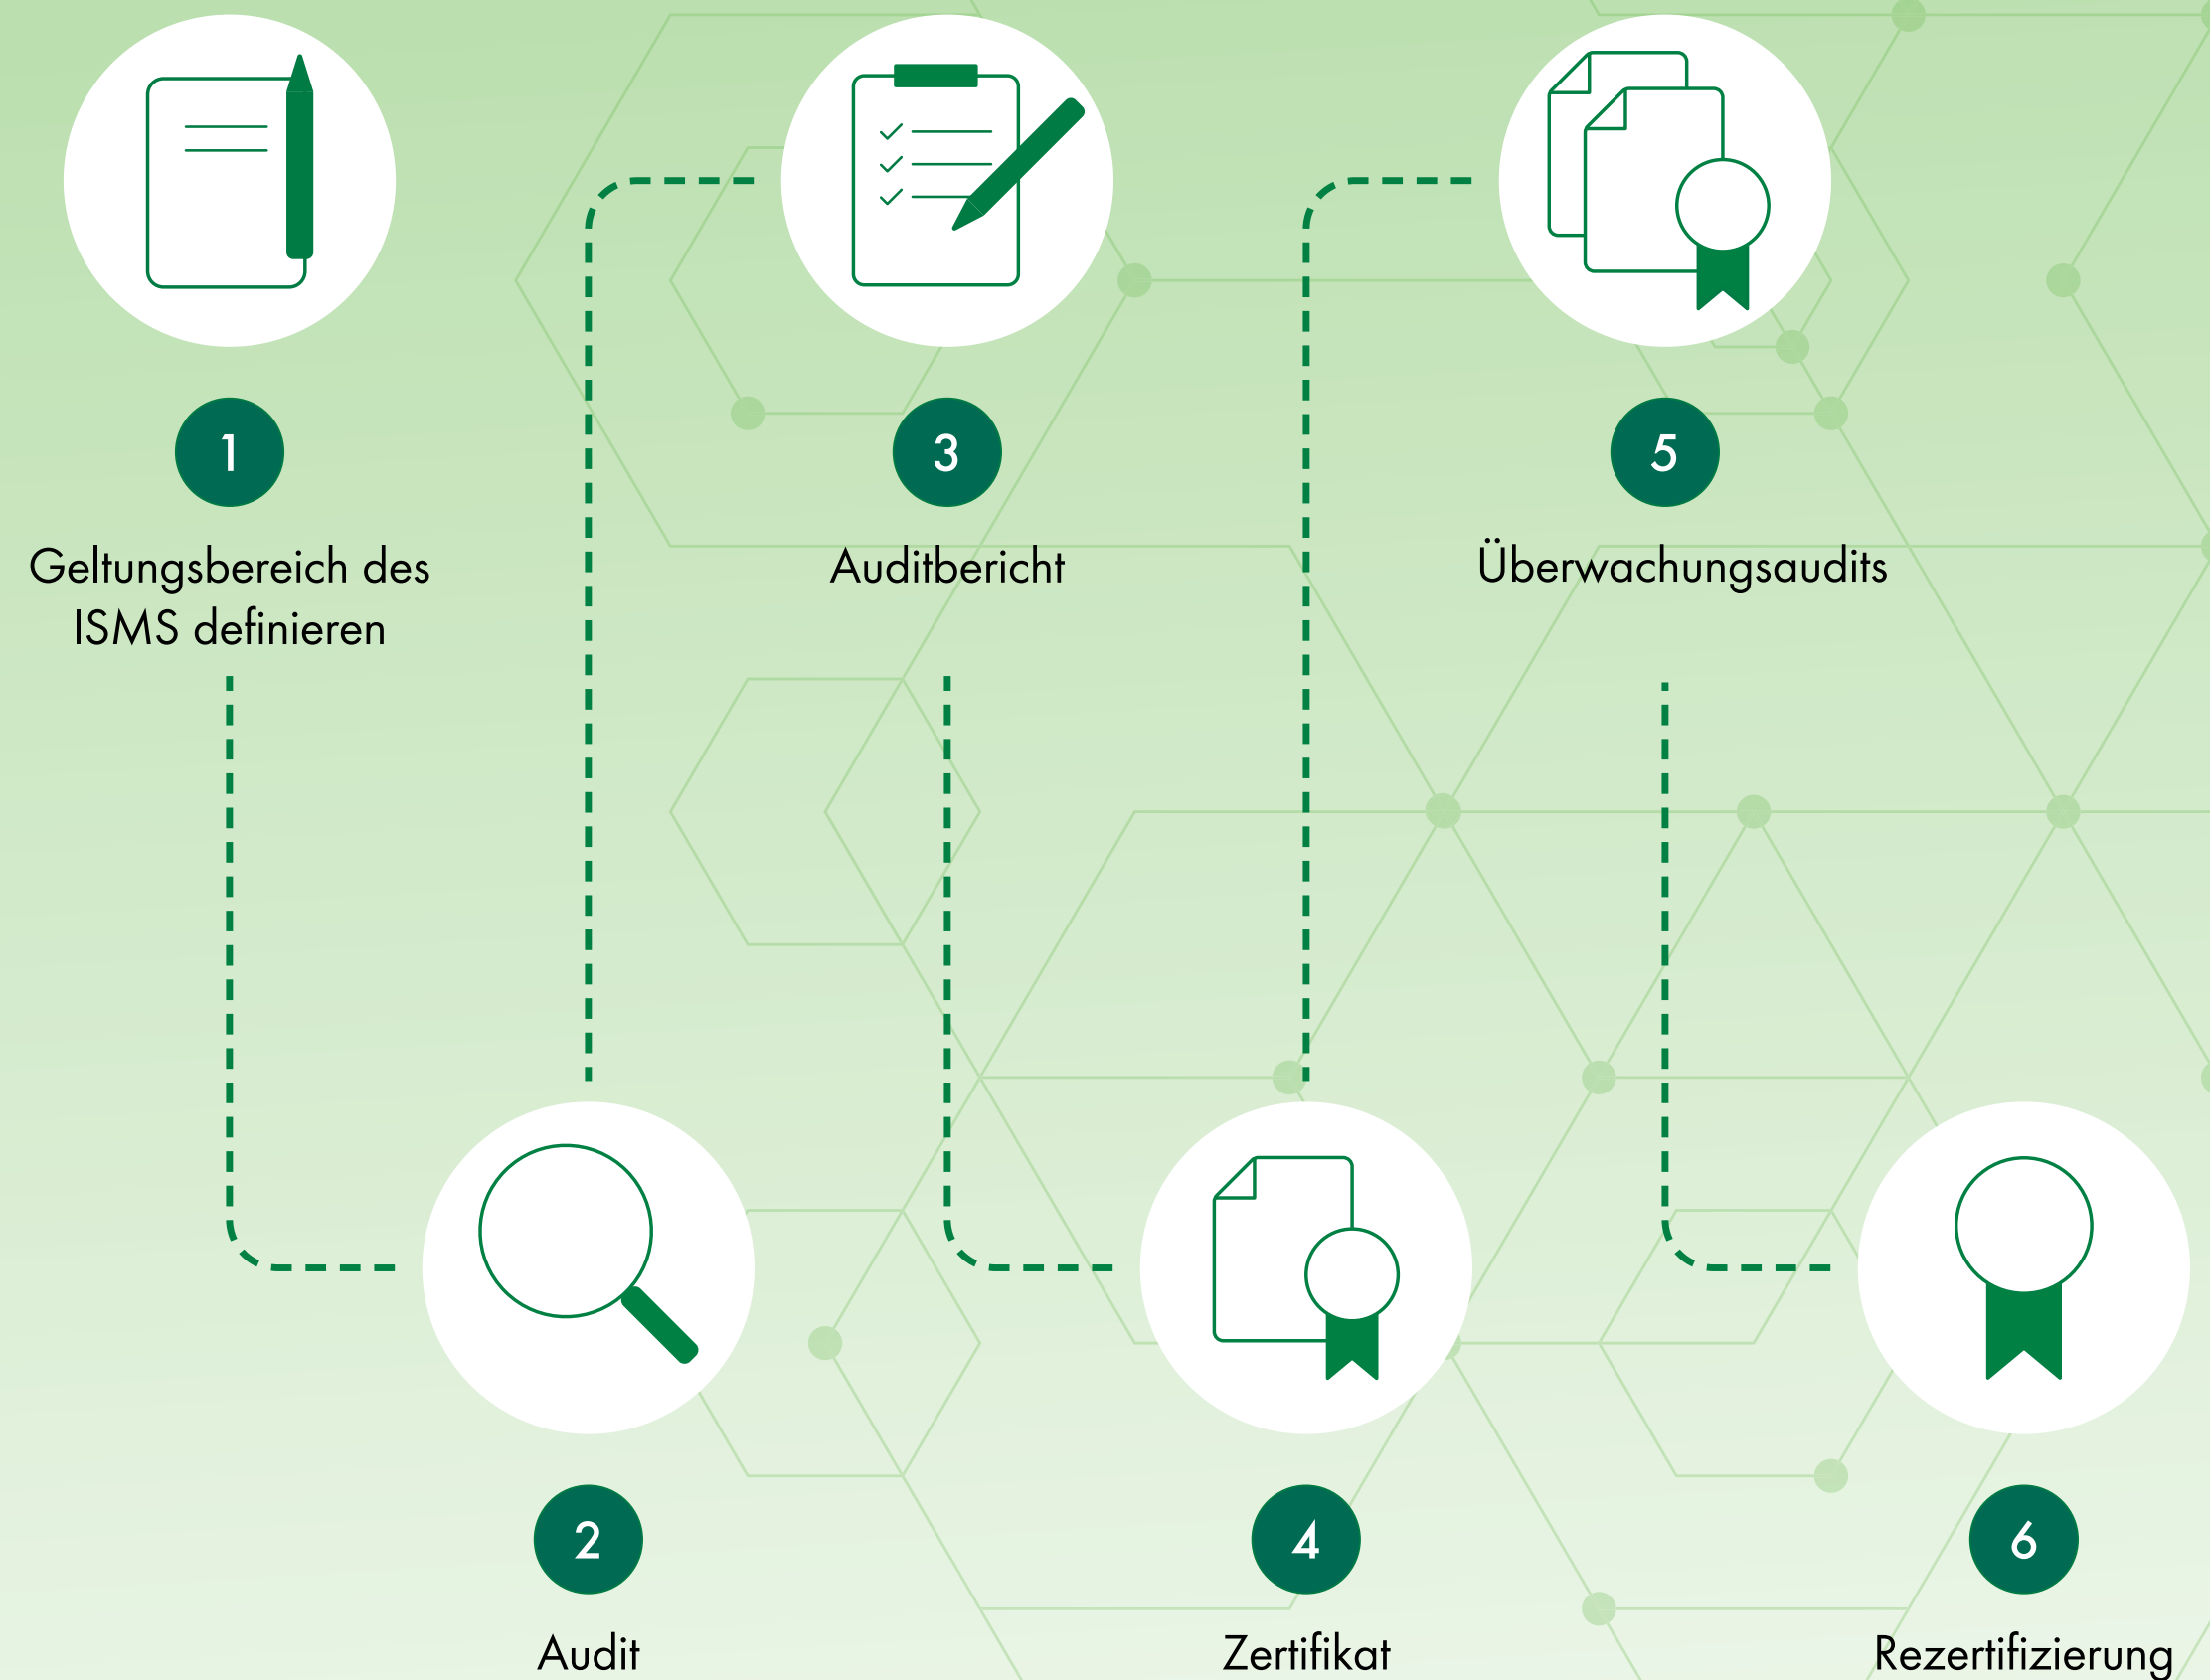 1
Geltungsbereich des
ISMS definieren
2
Audit
3
Auditbericht
4
Zertifikat
5
Überwachungsaudits
6
Rezertifizierung